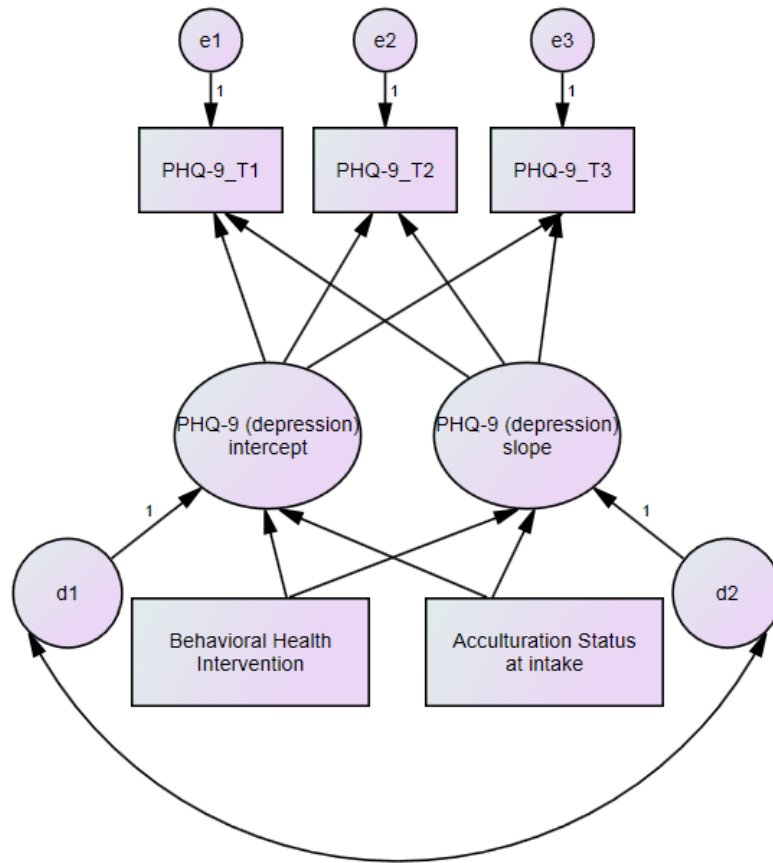 e1
e2
e3
1
1
1
PHQ-9_T1
PHQ-9_T2
PHQ-9_T3
PHQ-9 (depression)
intercept
PHQ-9 (depression)
slope
1
1
d1
d2
Behavioral Health
Intervention
Acculturation Status
at intake